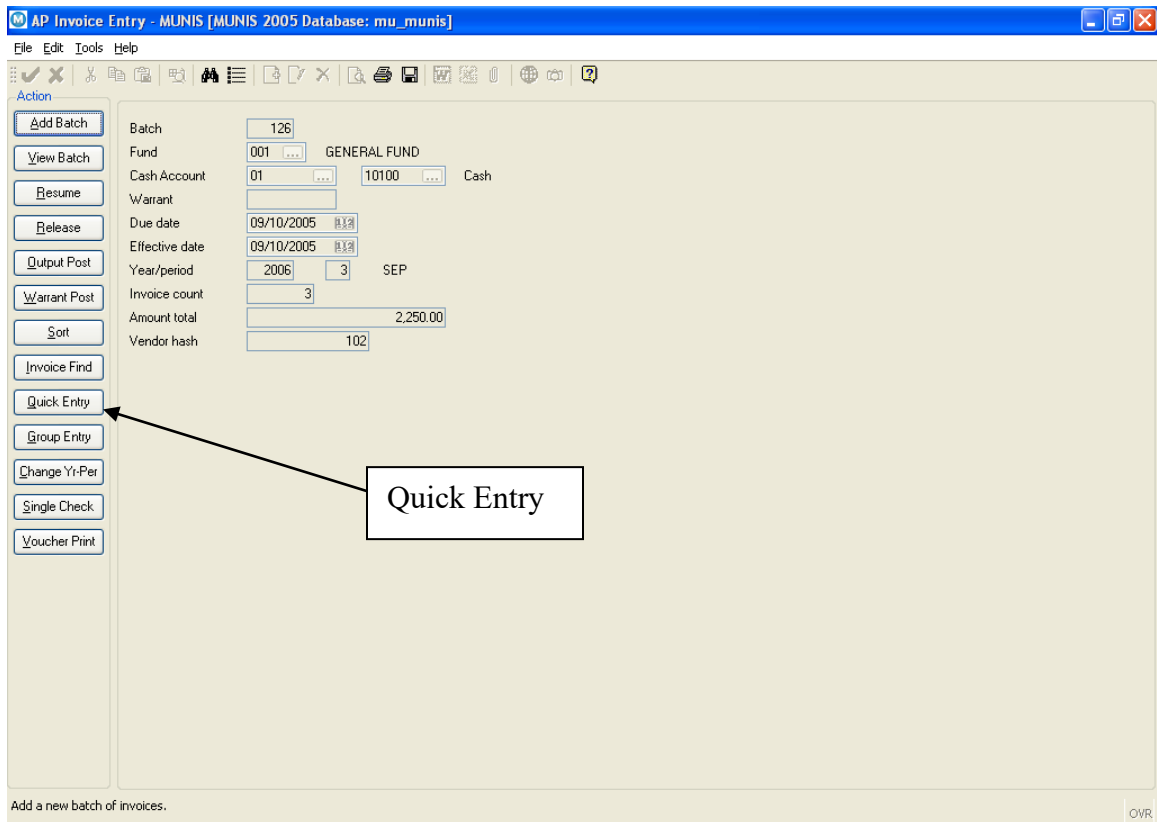 AP Invoice Entry - MUNIS [MUNIS 2005 Database: mu_munis]
File Edit Tools Help
Action
Add Batch
View Batch
Resume
Release
Output Post
Warrant Post
Sort
Invoice Find
Quick Entry
Group Entry
Change Yr-Per
Single Check
Voucher Print
Batch 126
Fund 001 ... GENERAL FUND
Cash Account 01 ... 10100 ... Cash
Warrant
Due date 09/10/2005
Effective date 09/10/2005
Year/period 2006 3 SEP
Invoice count 3
Amount total 2,250.00
Vendor hash 102
Quick Entry
Add a new batch of invoices.
OVR